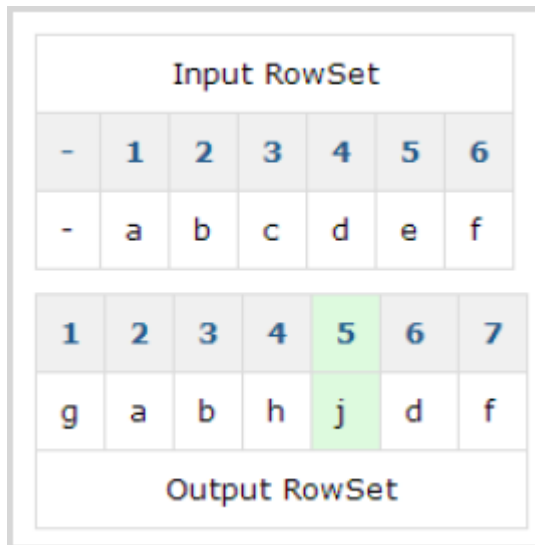 Input RowSet
- 1 2 3 4 5 6
- a b c d e f
1 2 3 4 5 6 7
g a b h j d f
Output RowSet